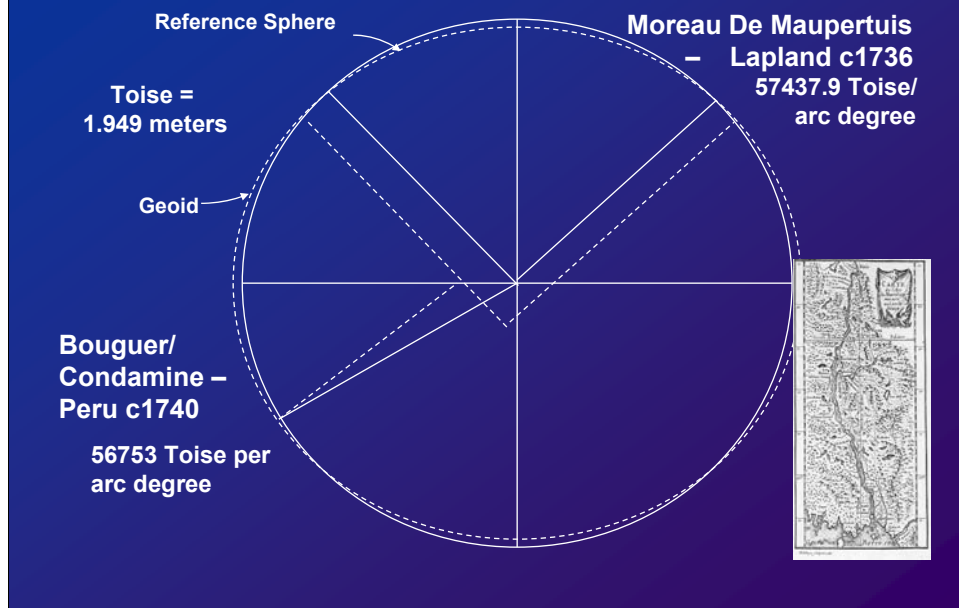 Reference Sphere
Moreau De Maupertuis
– Lapland c1736
57437.9 Toise/
arc degree
Toise =
1.949 meters
Geoid
Bouguer/
Condamine –
Peru c1740
56753 Toise per
arc degree